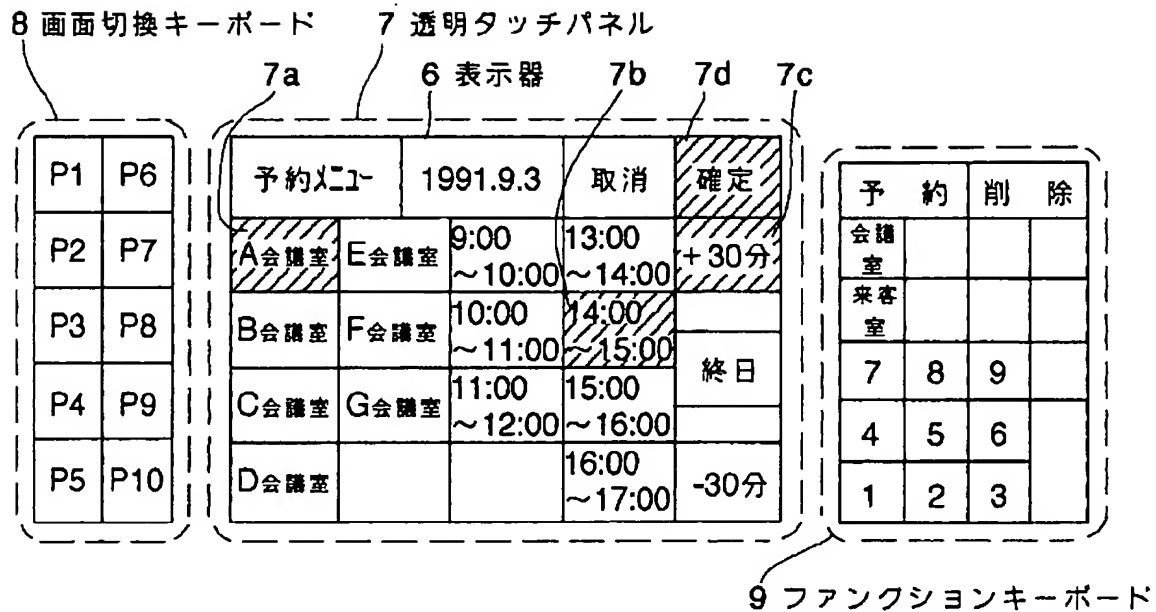 8 画面切換キーボード 7 透明タッチパネル
7a 6 表示器 7b 7d 7c
P1 P6
P2 P7
P3 P8
P4 P9
P5 P10
予約メニュー 1991.9.3 取消 確定
A会議室 E会議室 9:00～10:00 13:00～14:00 +30分
B会議室 F会議室 10:00～11:00 14:00～15:00
終日
C会議室 G会議室 11:00～12:00 15:00～16:00
D会議室 16:00～17:00 -30分
予約 削除
会議室
来客室
7 8 9
4 5 6
1 2 3
9 ファンクションキーボード